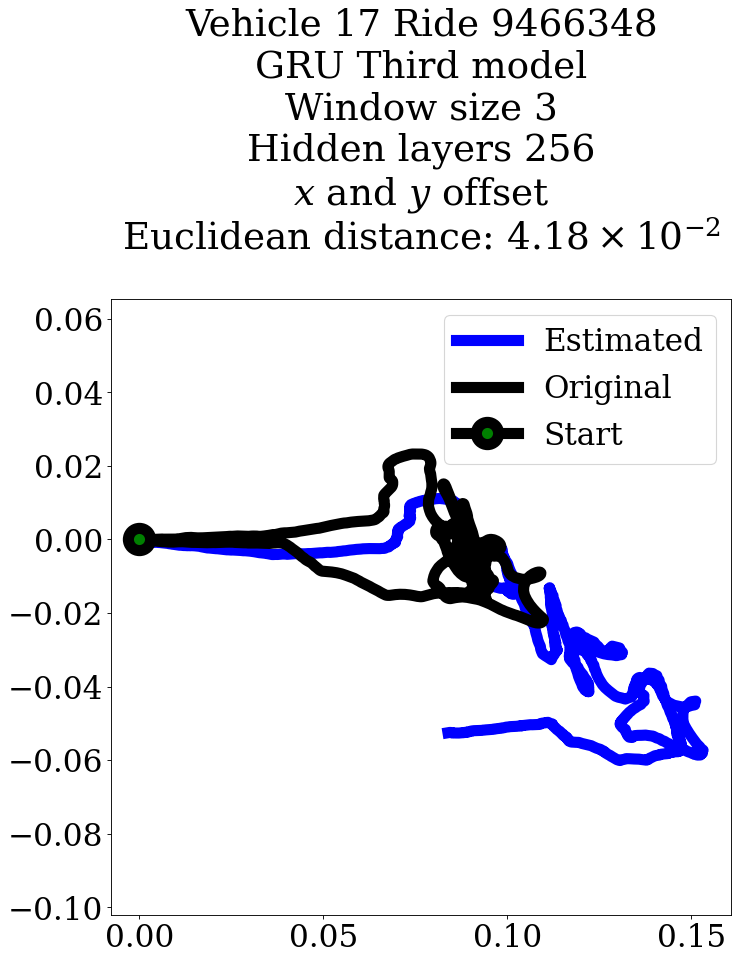 Vehicle 17 Ride 9466348
GRU Third model
Window size 3
Hidden layers 256
x and y offset
Euclidean distance: 4.18 × 10⁻²
Estimated
Original
Start
0.06
0.04
0.02
0.00
−0.02
−0.04
−0.06
−0.08
−0.10
0.00 0.05 0.10 0.15